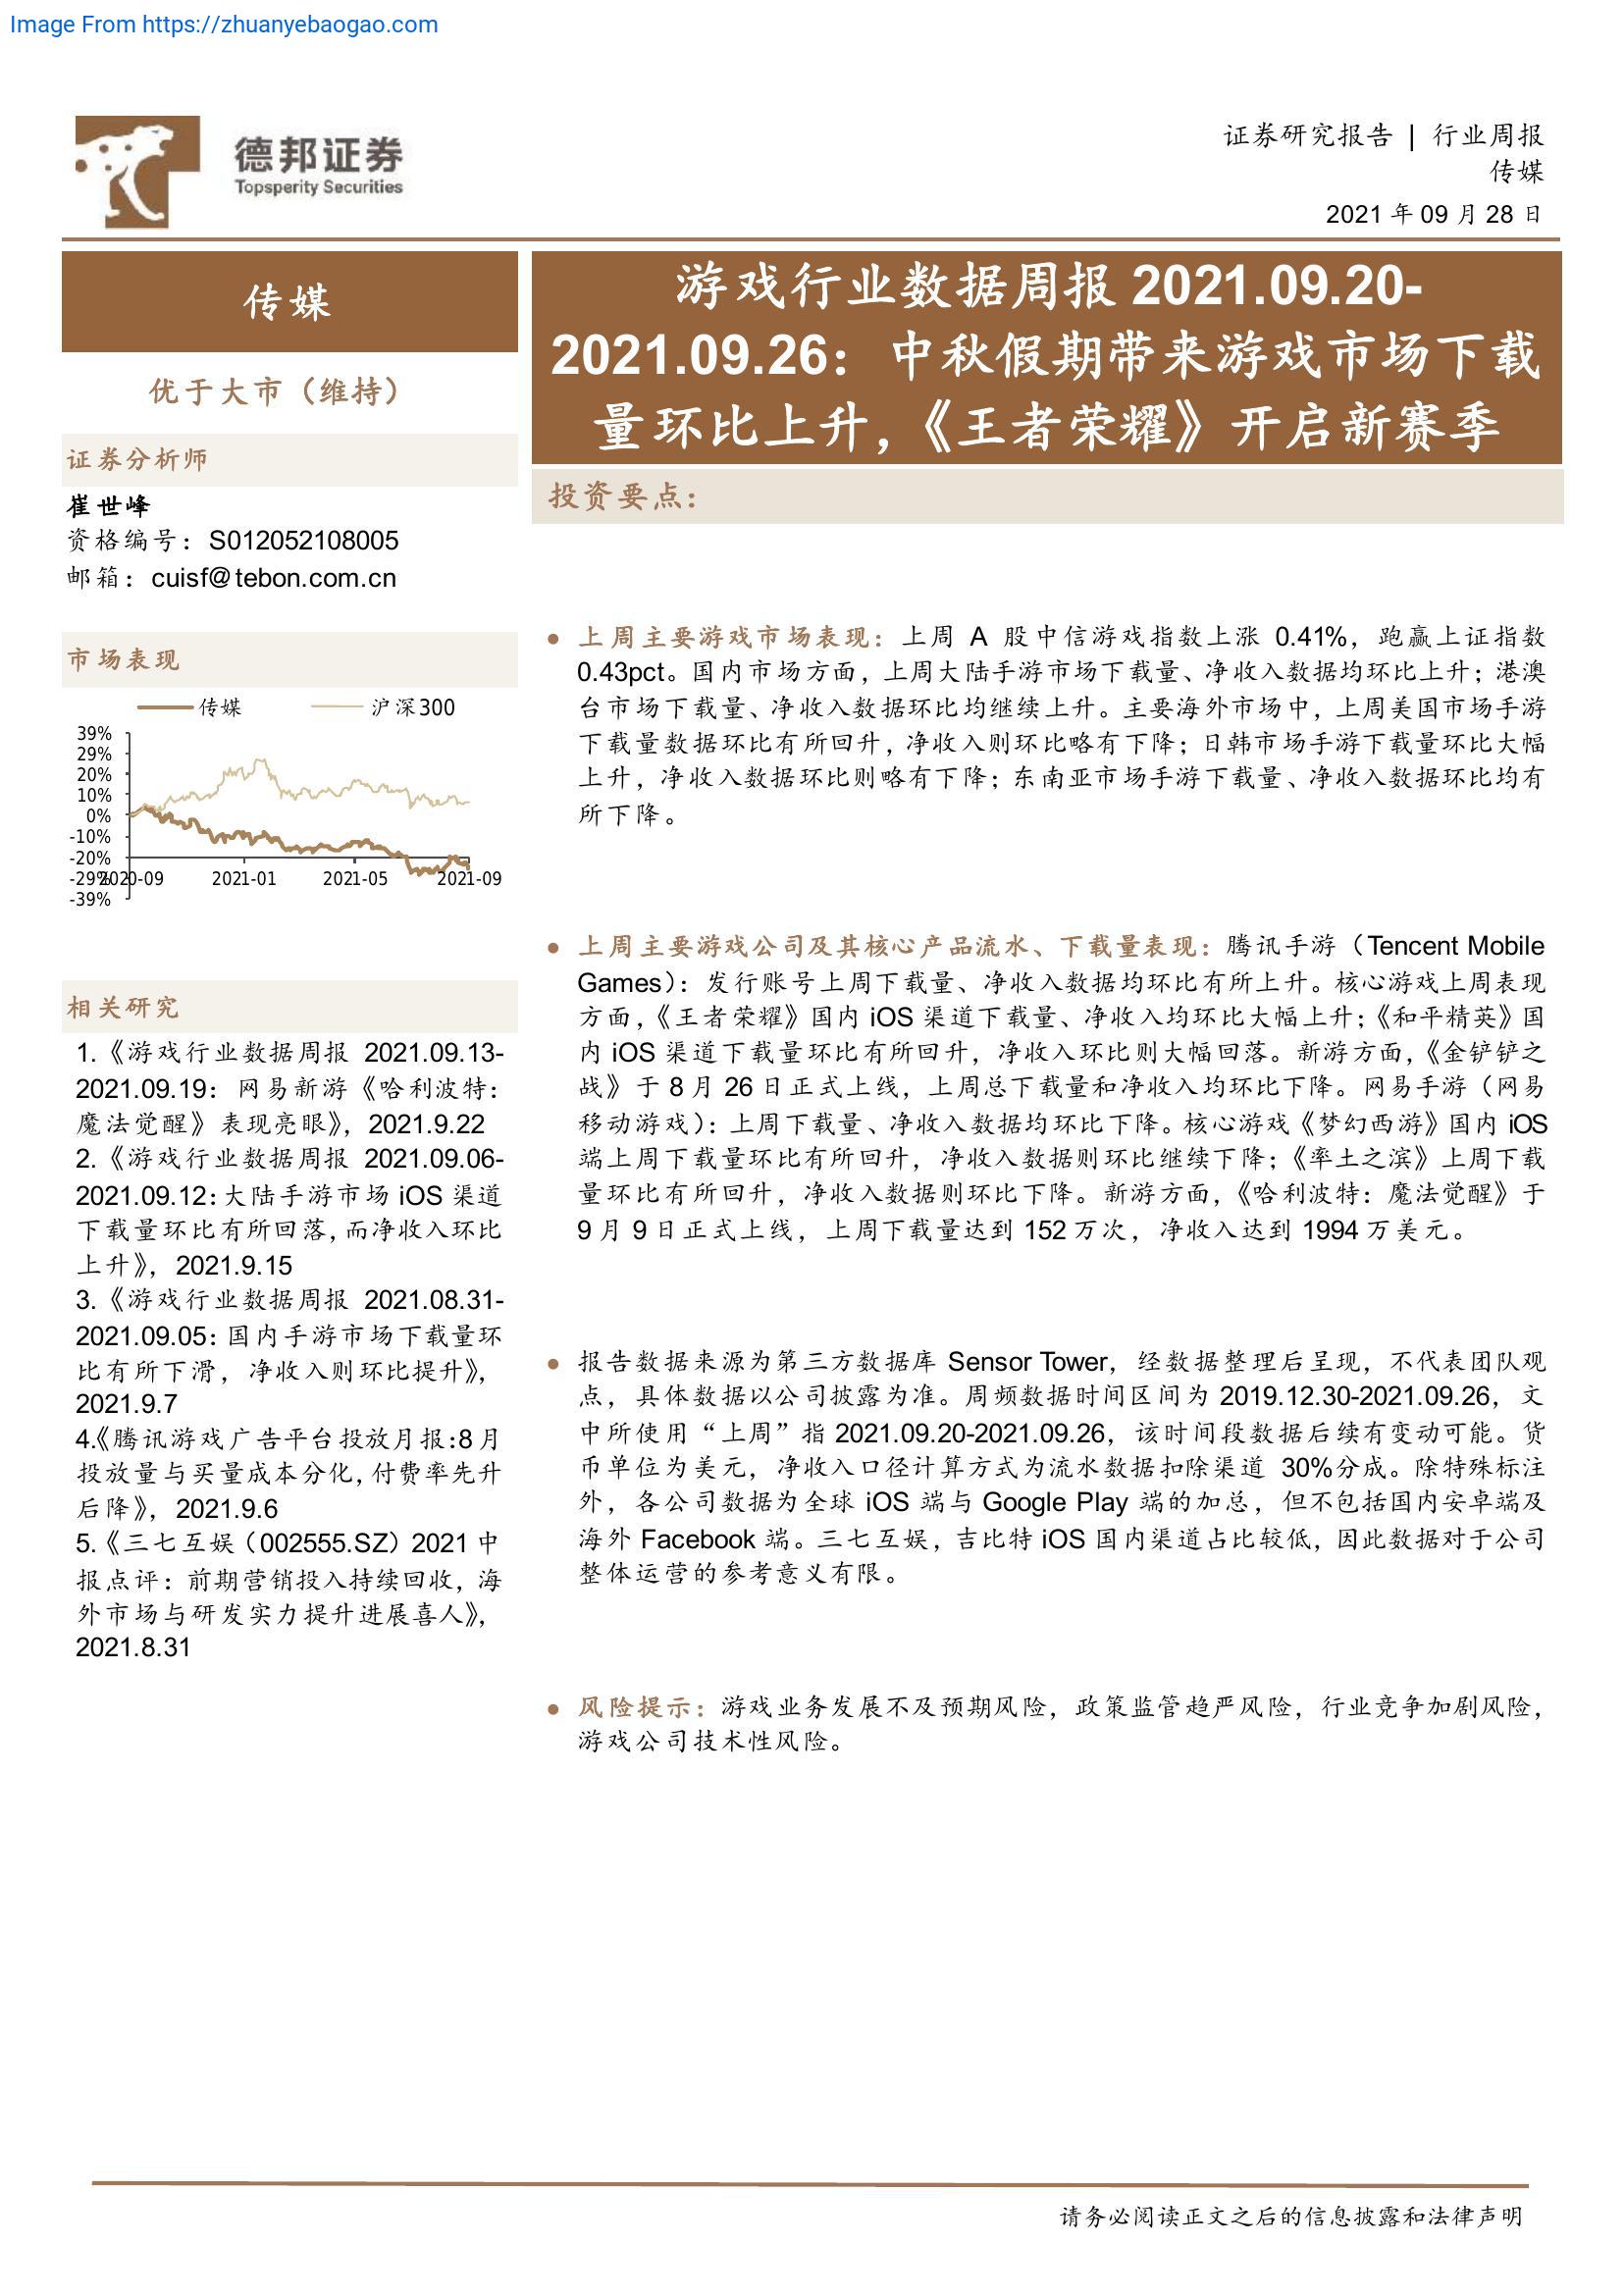 Image From https://zhuanyebaogao.com
德邦证券
Topsperity Securities
证券研究报告 | 行业周报
传媒
2021 年 09 月 28 日
传媒
优于大市（维持）
证券分析师
崔世峰
资格编号：S012052108005
邮箱：cuisf@tebon.com.cn
市场表现
传媒 沪深300
39%
29%
20%
10%
0%
-10%
-20%
-29%
-39%
2020-09 2021-01 2021-05 2021-09
相关研究
1.《游戏行业数据周报 2021.09.13-
2021.09.19：网易新游《哈利波特：
魔法觉醒》表现亮眼》，2021.9.22
2.《游戏行业数据周报 2021.09.06-
2021.09.12：大陆手游市场 iOS 渠道
下载量环比有所回落，而净收入环比
上升》，2021.9.15
3.《游戏行业数据周报 2021.08.31-
2021.09.05：国内手游市场下载量环
比有所下滑，净收入则环比提升》，
2021.9.7
4.《腾讯游戏广告平台投放月报：8 月
投放量与买量成本分化，付费率先升
后降》，2021.9.6
5.《三七互娱（002555.SZ）2021 中
报点评：前期营销投入持续回收，海
外市场与研发实力提升进展喜人》，
2021.8.31
游戏行业数据周报 2021.09.20-
2021.09.26：中秋假期带来游戏市场下载
量环比上升，《王者荣耀》开启新赛季
投资要点：
● 上周主要游戏市场表现：上周 A 股中信游戏指数上涨 0.41%，跑赢上证指数
0.43pct。国内市场方面，上周大陆手游市场下载量、净收入数据均环比上升；港澳
台市场下载量、净收入数据环比均继续上升。主要海外市场中，上周美国市场手游
下载量数据环比有所回升，净收入则环比略有下降；日韩市场手游下载量环比大幅
上升，净收入数据环比则略有下降；东南亚市场手游下载量、净收入数据环比均有
所下降。
● 上周主要游戏公司及其核心产品流水、下载量表现：腾讯手游（Tencent Mobile
Games）：发行账号上周下载量、净收入数据均环比有所上升。核心游戏上周表现
方面，《王者荣耀》国内 iOS 渠道下载量、净收入均环比大幅上升；《和平精英》国
内 iOS 渠道下载量环比有所回升，净收入环比则大幅回落。新游方面，《金铲铲之
战》于 8 月 26 日正式上线，上周总下载量和净收入均环比下降。网易手游（网易
移动游戏）：上周下载量、净收入数据均环比下降。核心游戏《梦幻西游》国内 iOS
端上周下载量环比有所回升，净收入数据则环比继续下降；《率土之滨》上周下载
量环比有所回升，净收入数据则环比下降。新游方面，《哈利波特：魔法觉醒》于
9 月 9 日正式上线，上周下载量达到 152 万次，净收入达到 1994 万美元。
● 报告数据来源为第三方数据库 Sensor Tower，经数据整理后呈现，不代表团队观
点，具体数据以公司披露为准。周频数据时间区间为 2019.12.30-2021.09.26，文
中所使用“上周”指 2021.09.20-2021.09.26，该时间段数据后续有变动可能。货
币单位为美元，净收入口径计算方式为流水数据扣除渠道 30%分成。除特殊标注
外，各公司数据为全球 iOS 端与 Google Play 端的加总，但不包括国内安卓端及
海外 Facebook 端。三七互娱，吉比特 iOS 国内渠道占比较低，因此数据对于公司
整体运营的参考意义有限。
● 风险提示：游戏业务发展不及预期风险，政策监管趋严风险，行业竞争加剧风险，
游戏公司技术性风险。
请务必阅读正文之后的信息披露和法律声明